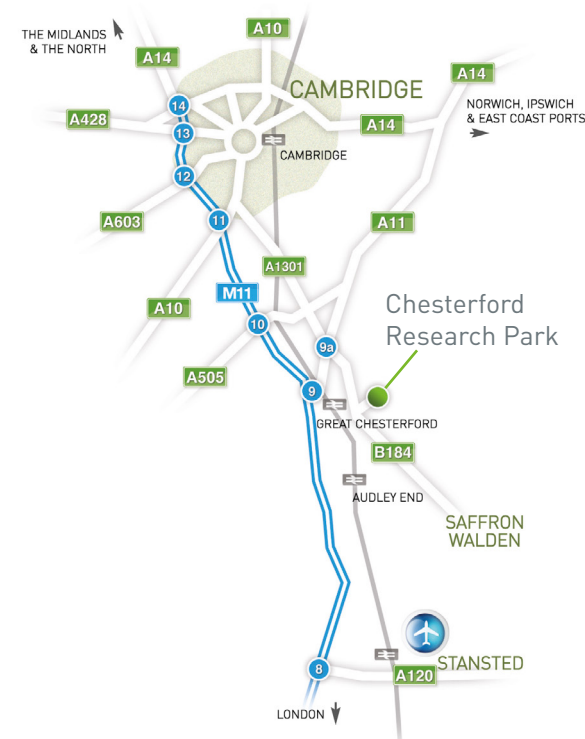 A10
THE MIDLANDS
& THE NORTH
A14
CAMBRIDGE
A14
14
NORWICH, IPSWICH
& EAST COAST PORTS
A428
13
A14
CAMBRIDGE
12
A603
11
A11
A1301
M11
A10
10
Chesterford
Research Park
9a
A505
9
GREAT CHESTERFORD
B184
AUDLEY END
SAFFRON
WALDEN
STANSTED
8
A120
LONDON